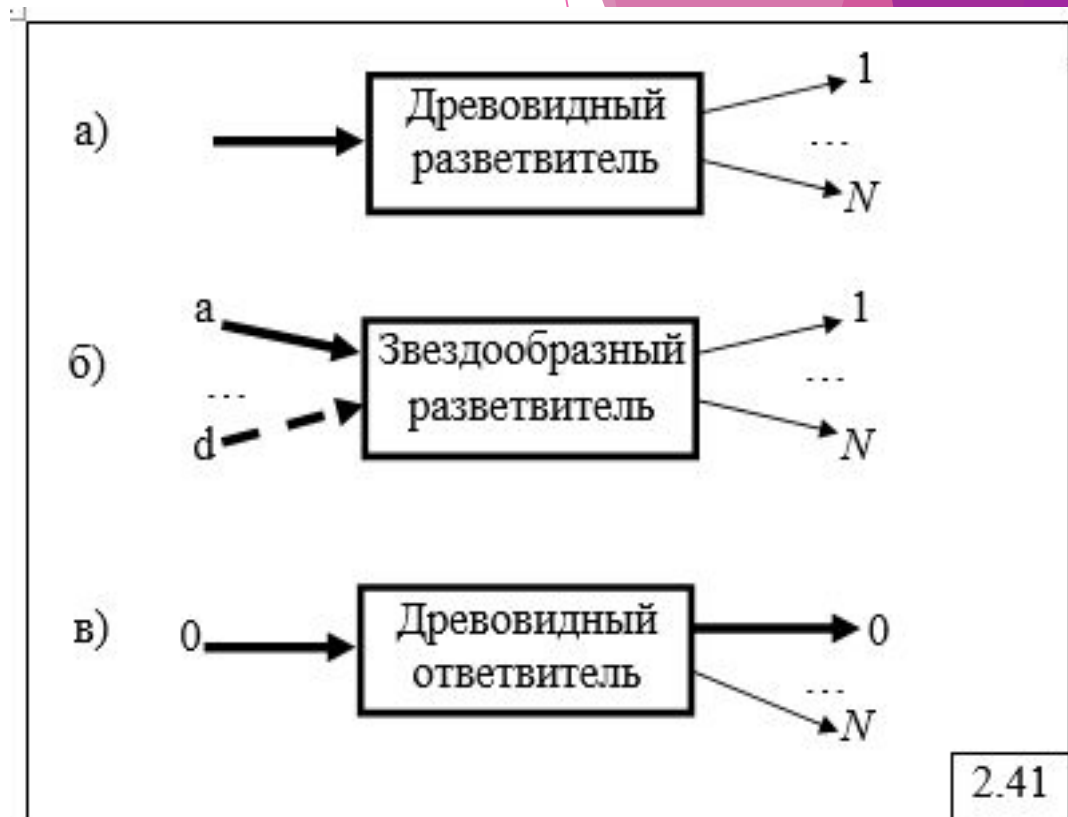 а)
Древовидный
разветвитель
1
...
N
б)
a
...
d
Звездообразный
разветвитель
1
...
N
в)
0
Древовидный
ответвитель
0
...
N
2.41